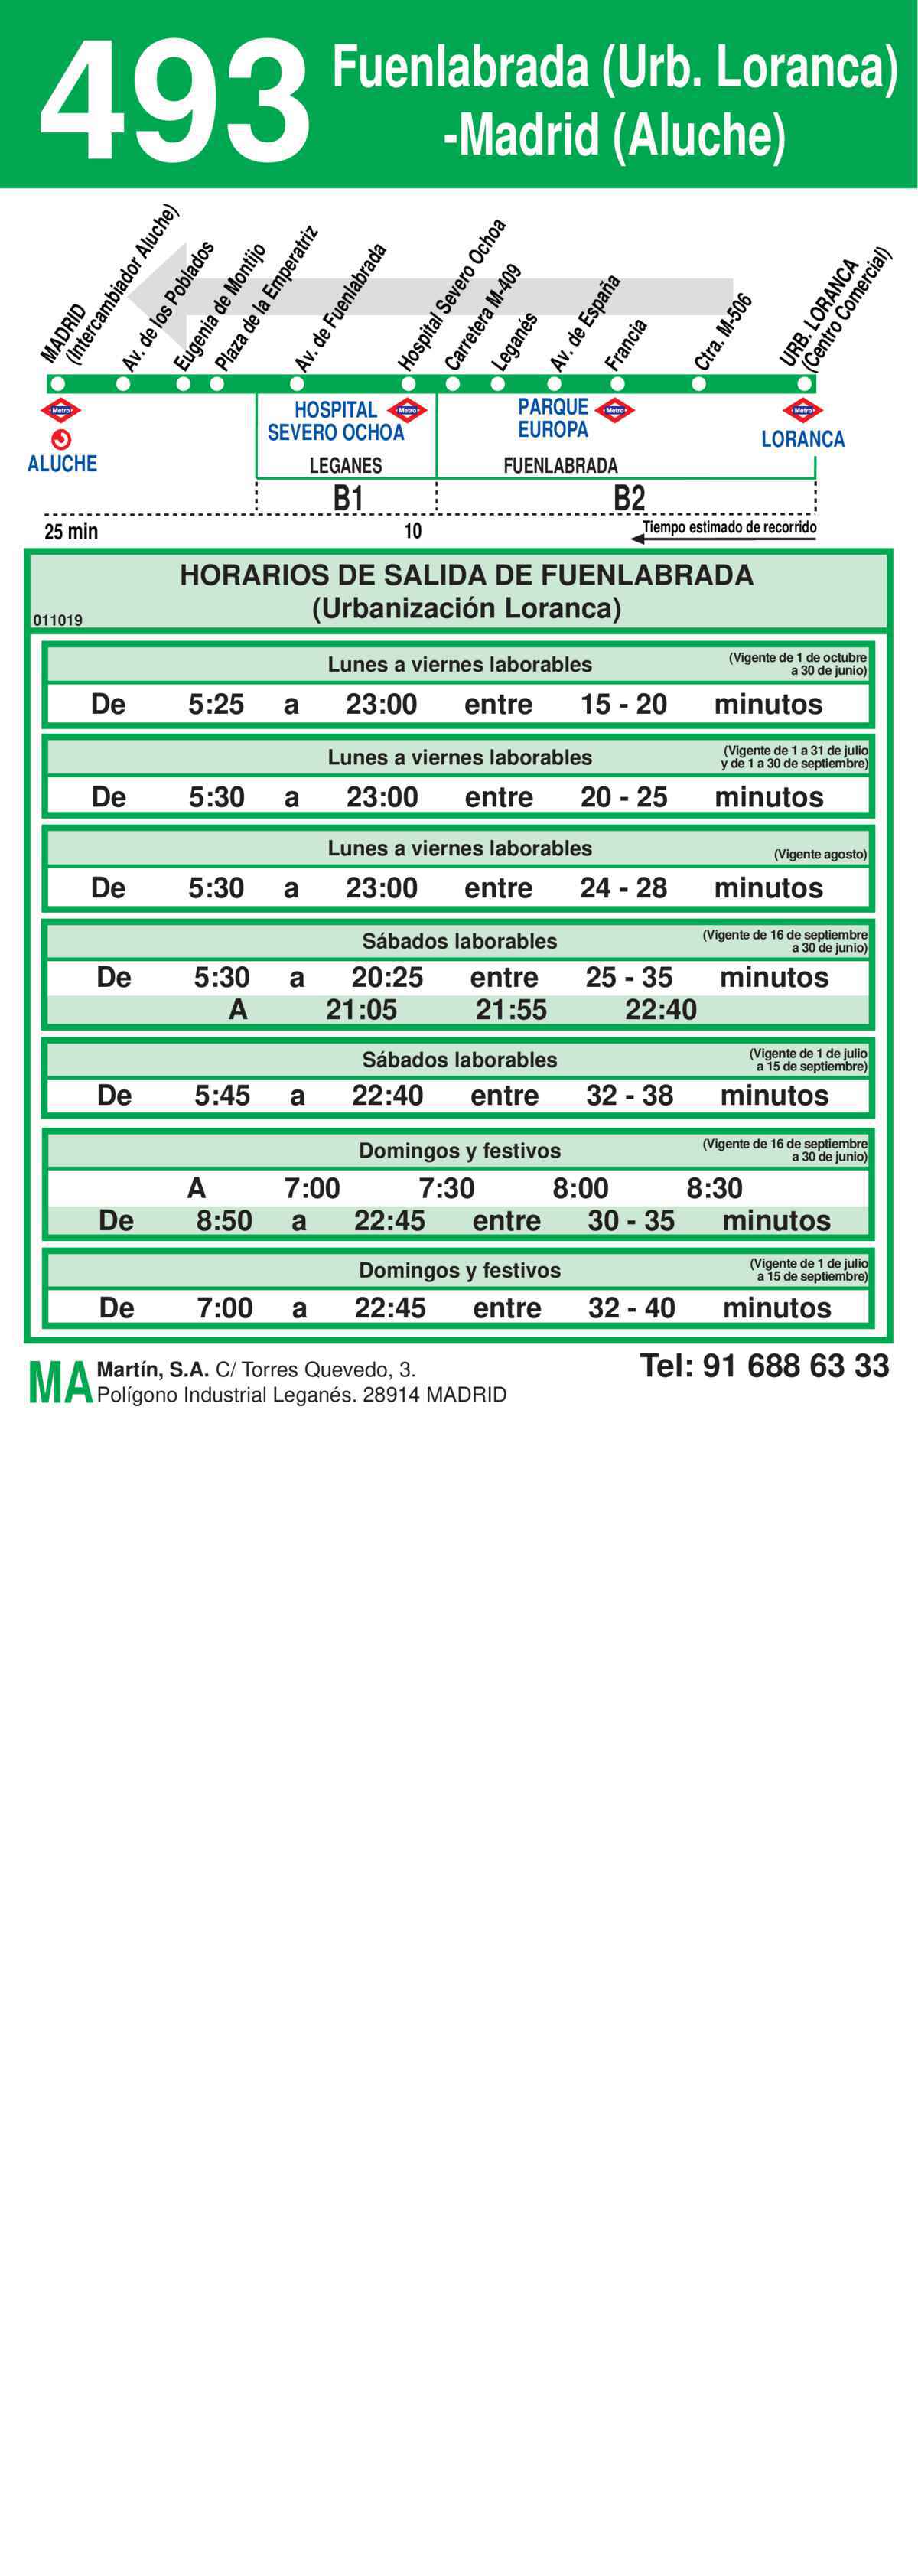 493 Fuenlabrada (Urb. Loranca)
-Madrid (Aluche)
MADRID
(Intercambiador Aluche)
Av. de los Poblados
Eugenia de Montijo
Plaza de la Emperatriz
Av. de Fuenlabrada
Hospital Severo Ochoa
Carretera M-409
Leganés
Av. de España
Francia
Ctra. M-506
URB. LORANCA
(Centro Comercial)
Metro
ALUCHE
HOSPITAL Metro
SEVERO OCHOA
PARQUE Metro
EUROPA
Metro
LORANCA
LEGANES FUENLABRADA
B1 B2
25 min 10 Tiempo estimado de recorrido
HORARIOS DE SALIDA DE FUENLABRADA
(Urbanización Loranca)
011019
Lunes a viernes laborables (Vigente de 1 de octubre
a 30 de junio)
De 5:25 a 23:00 entre 15 - 20 minutos
Lunes a viernes laborables (Vigente de 1 a 31 de julio
y de 1 a 30 de septiembre)
De 5:30 a 23:00 entre 20 - 25 minutos
Lunes a viernes laborables (Vigente agosto)
De 5:30 a 23:00 entre 24 - 28 minutos
Sábados laborables (Vigente de 16 de septiembre
a 30 de junio)
De 5:30 a 20:25 entre 25 - 35 minutos
A 21:05 21:55 22:40
Sábados laborables (Vigente de 1 de julio
a 15 de septiembre)
De 5:45 a 22:40 entre 32 - 38 minutos
Domingos y festivos (Vigente de 16 de septiembre
a 30 de junio)
A 7:00 7:30 8:00 8:30
De 8:50 a 22:45 entre 30 - 35 minutos
Domingos y festivos (Vigente de 1 de julio
a 15 de septiembre)
De 7:00 a 22:45 entre 32 - 40 minutos
MA Martín, S.A. C/ Torres Quevedo, 3.
Polígono Industrial Leganés. 28914 MADRID
Tel: 91 688 63 33